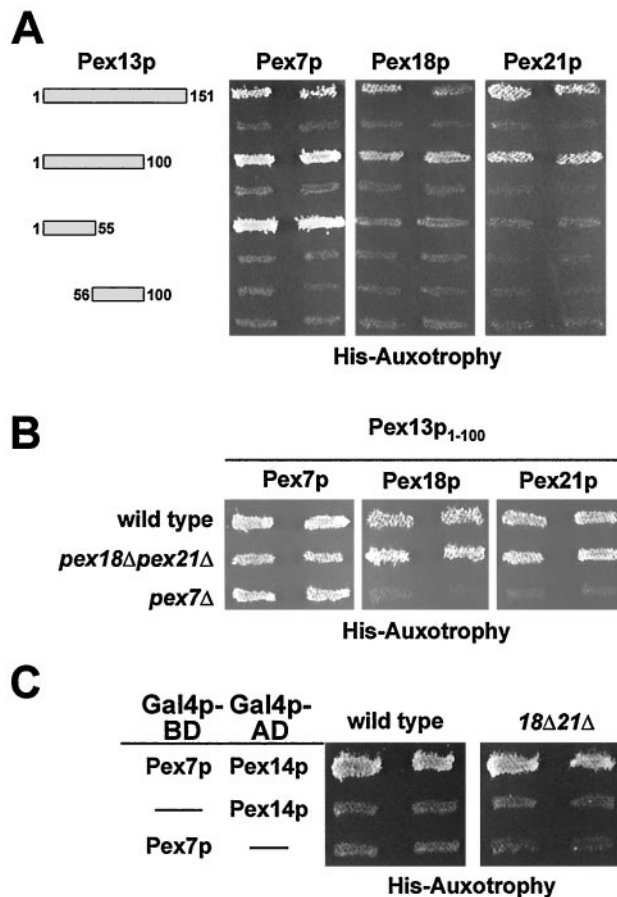 A
Pex13p Pex7p Pex18p Pex21p
1 151
1 100
1 55
56 100
His-Auxotrophy
B
Pex13p1-100
Pex7p Pex18p Pex21p
wild type
pex18Δpex21Δ
pex7Δ
His-Auxotrophy
C
Gal4p- Gal4p-
BD AD wild type 18Δ21Δ
Pex7p Pex14p
— Pex14p
Pex7p —
His-Auxotrophy